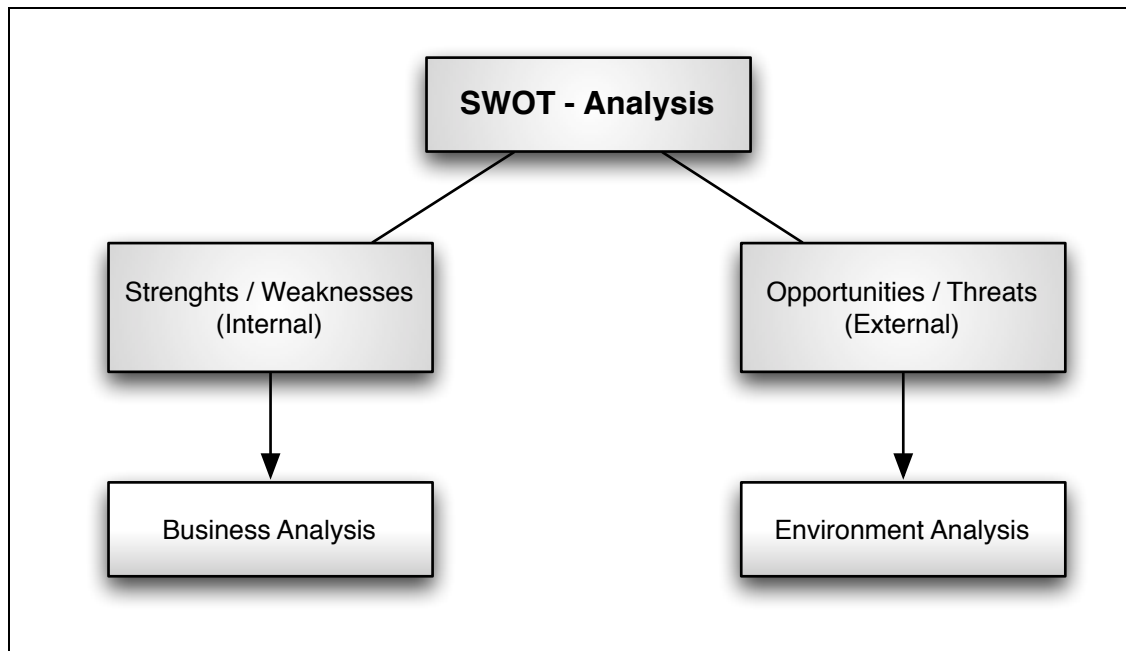 SWOT - Analysis
Strenghts / Weaknesses
(Internal)
Opportunities / Threats
(External)
Business Analysis
Environment Analysis